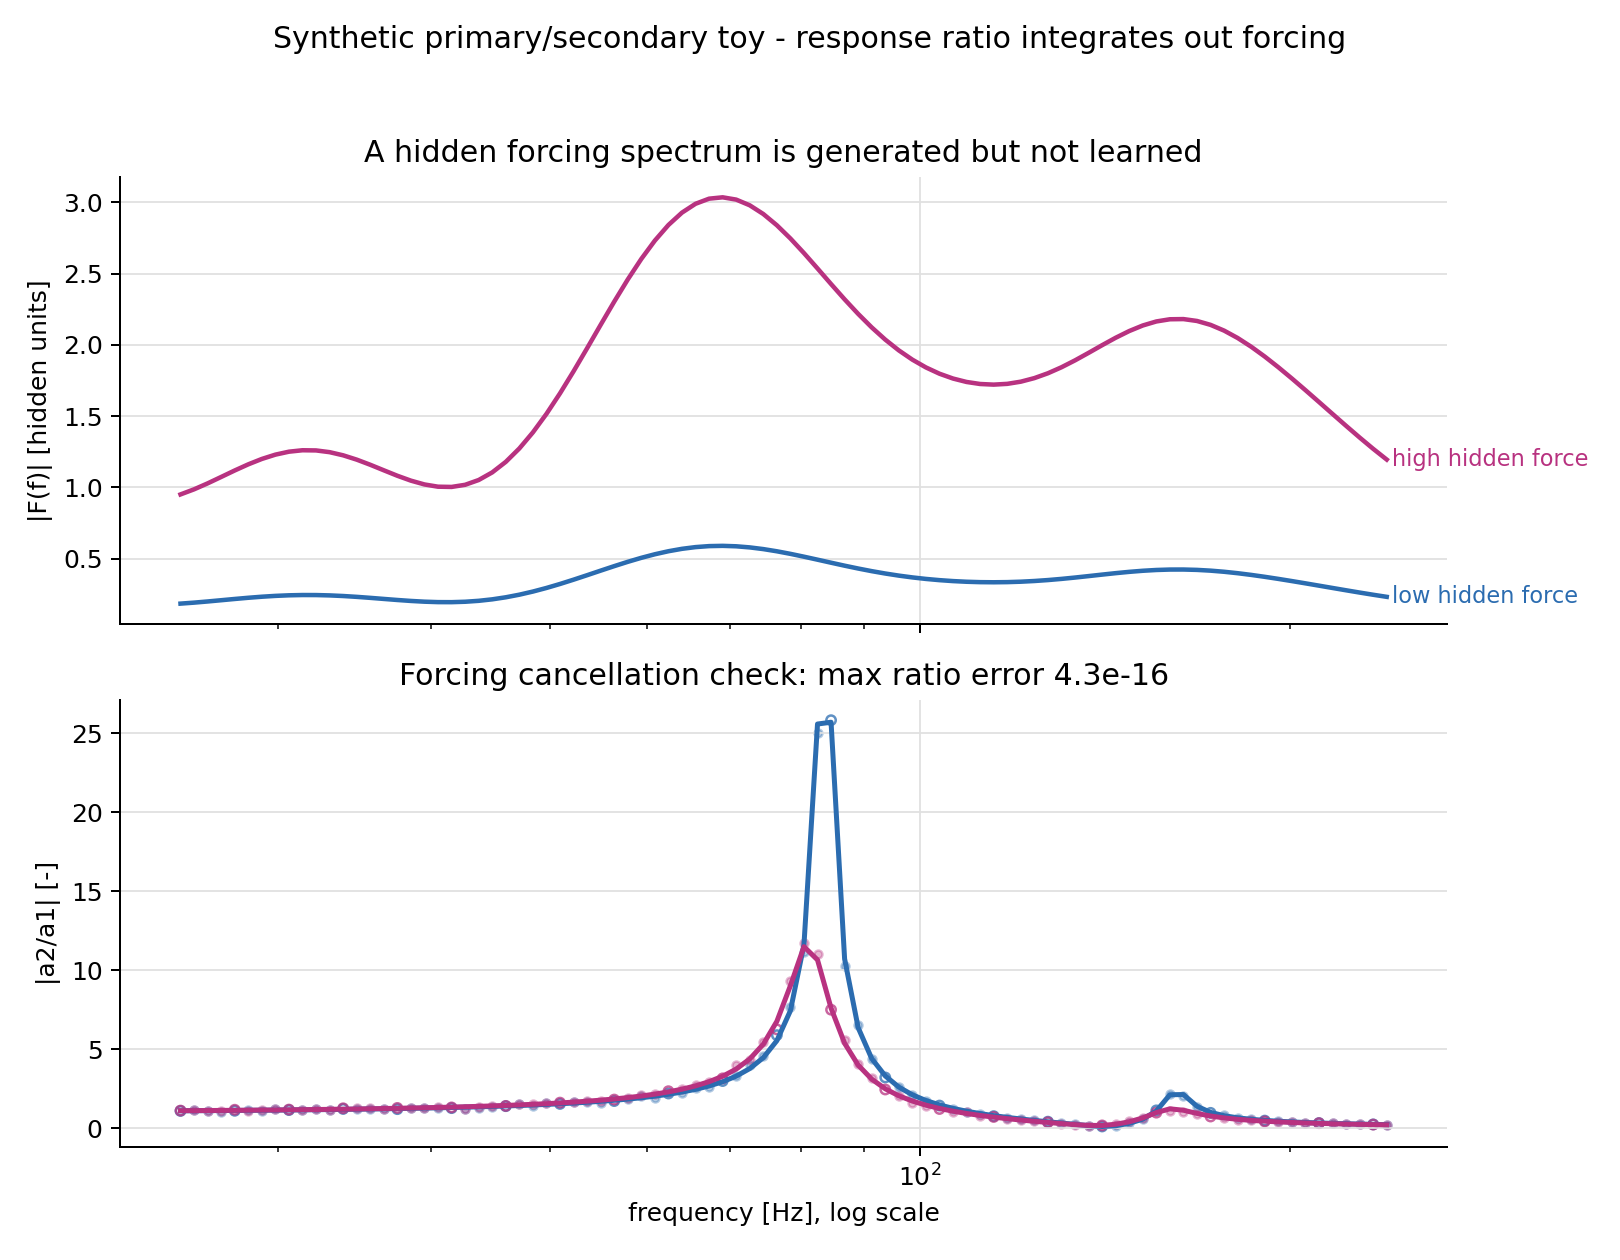 Synthetic primary/secondary toy - response ratio integrates out forcing
A hidden forcing spectrum is generated but not learned
|F(f)| [hidden units]
3.0
2.5
2.0
1.5
1.0
0.5
high hidden force
low hidden force
Forcing cancellation check: max ratio error 4.3e-16
|a2/a1| [-]
25
20
15
10
5
0
10²
frequency [Hz], log scale